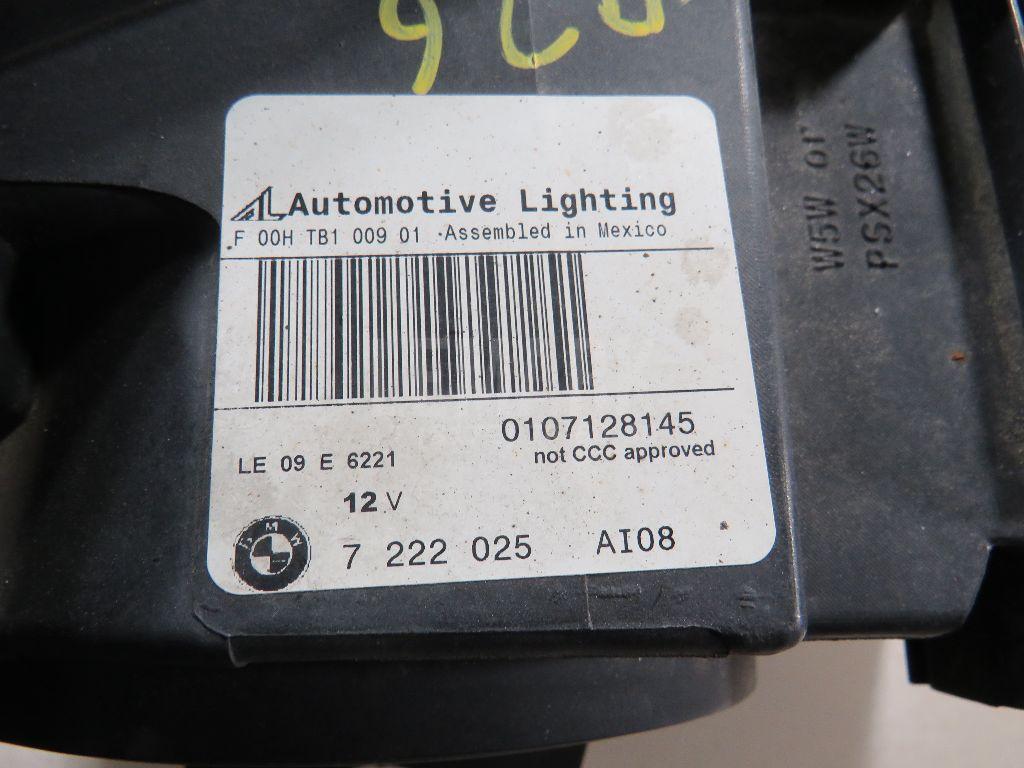 AL Automotive Lighting
F 00H TB1 009 01 Assembled in Mexico
0107128145
not CCC approved
LE 09 E 6221
12 V
BMW
7 222 025 AI08
W5W or
PSX26W